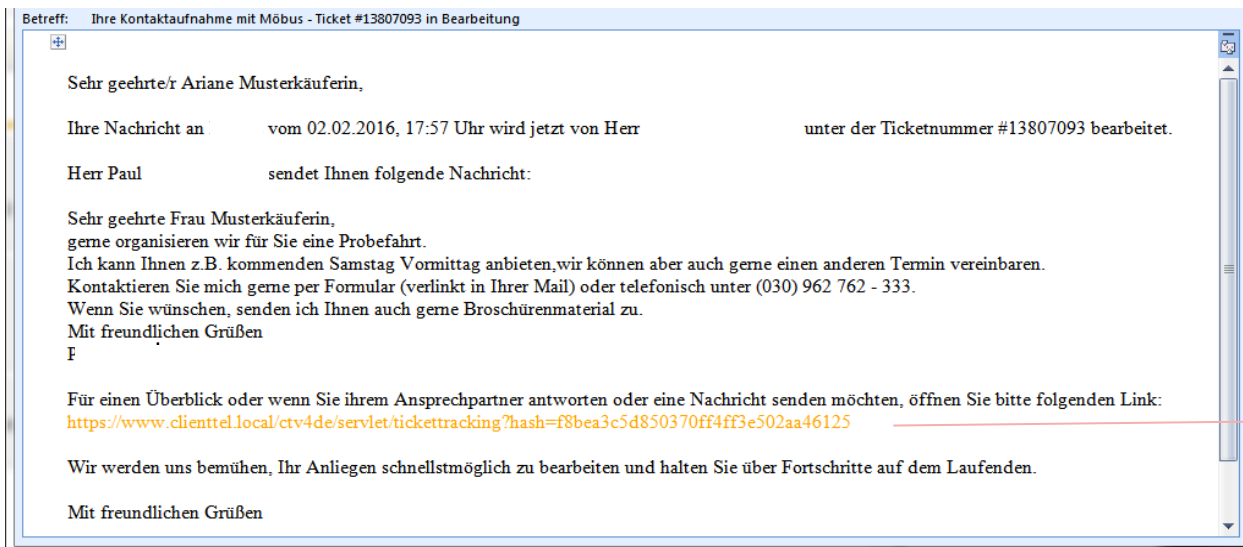 Betreff: Ihre Kontaktaufnahme mit Möbus - Ticket #13807093 in Bearbeitung
Sehr geehrte/r Ariane Musterkäuferin,
Ihre Nachricht an vom 02.02.2016, 17:57 Uhr wird jetzt von Herr unter der Ticketnummer #13807093 bearbeitet.
Herr Paul sendet Ihnen folgende Nachricht:
Sehr geehrte Frau Musterkäuferin,
gerne organisieren wir für Sie eine Probefahrt.
Ich kann Ihnen z.B. kommenden Samstag Vormittag anbieten,wir können aber auch gerne einen anderen Termin vereinbaren.
Kontaktieren Sie mich gerne per Formular (verlinkt in Ihrer Mail) oder telefonisch unter (030) 962 762 - 333.
Wenn Sie wünschen, senden ich Ihnen auch gerne Broschürenmaterial zu.
Mit freundlichen Grüßen
P
Für einen Überblick oder wenn Sie ihrem Ansprechpartner antworten oder eine Nachricht senden möchten, öffnen Sie bitte folgenden Link:
https://www.clienttel.local/ctv4de/servlet/tickettracking?hash=f8bea3c5d850370ff4ff3e502aa46125
Wir werden uns bemühen, Ihr Anliegen schnellstmöglich zu bearbeiten und halten Sie über Fortschritte auf dem Laufenden.
Mit freundlichen Grüßen